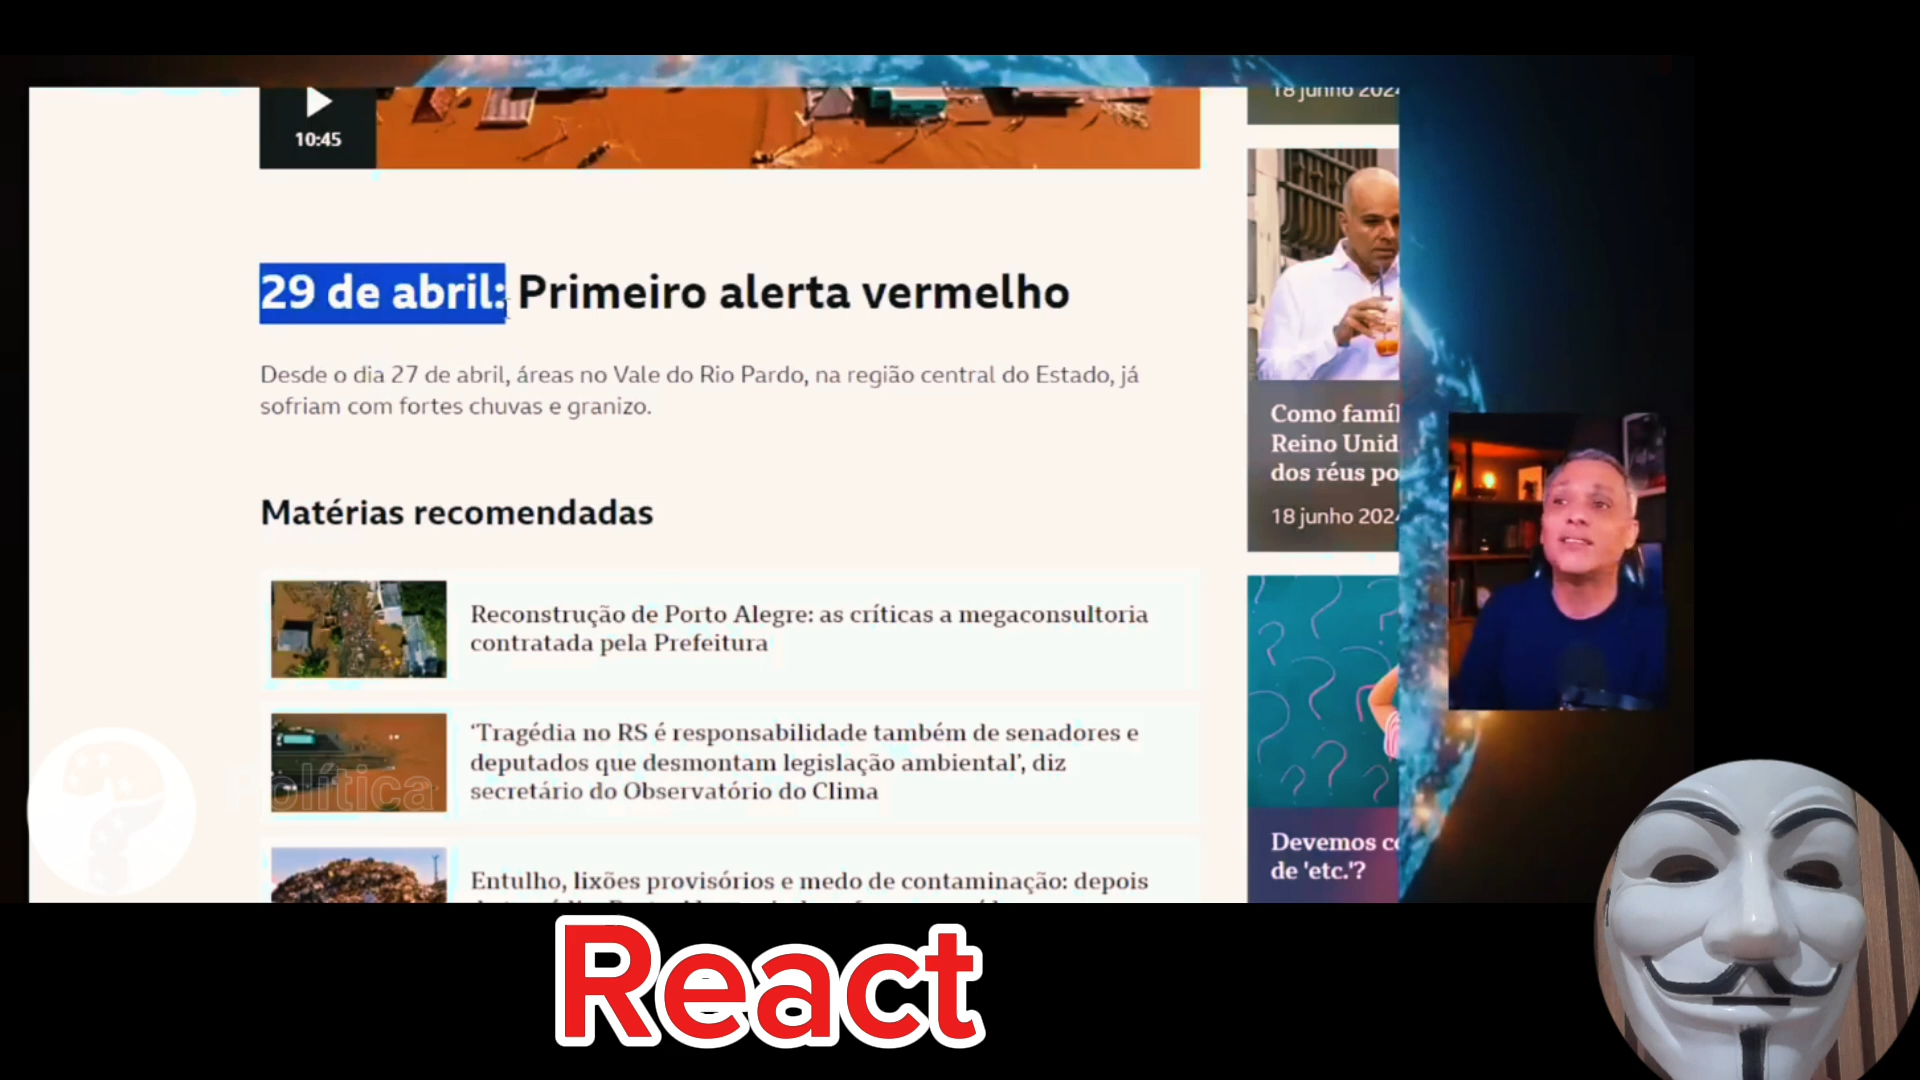 18 junho 202
10:45
29 de abril: Primeiro alerta vermelho
Desde o dia 27 de abril, áreas no Vale do Rio Pardo, na região central do Estado, já
sofriam com fortes chuvas e granizo.
Matérias recomendadas
Reconstrução de Porto Alegre: as críticas a megaconsultoria
contratada pela Prefeitura
‘Tragédia no RS é responsabilidade também de senadores e
deputados que desmontam legislação ambiental’, diz
secretário do Observatório do Clima
Entulho, lixões provisórios e medo de contaminação: depois
Como famíl
Reino Unid
dos réus po
18 junho 202
Devemos c
de 'etc.'?
Política
React